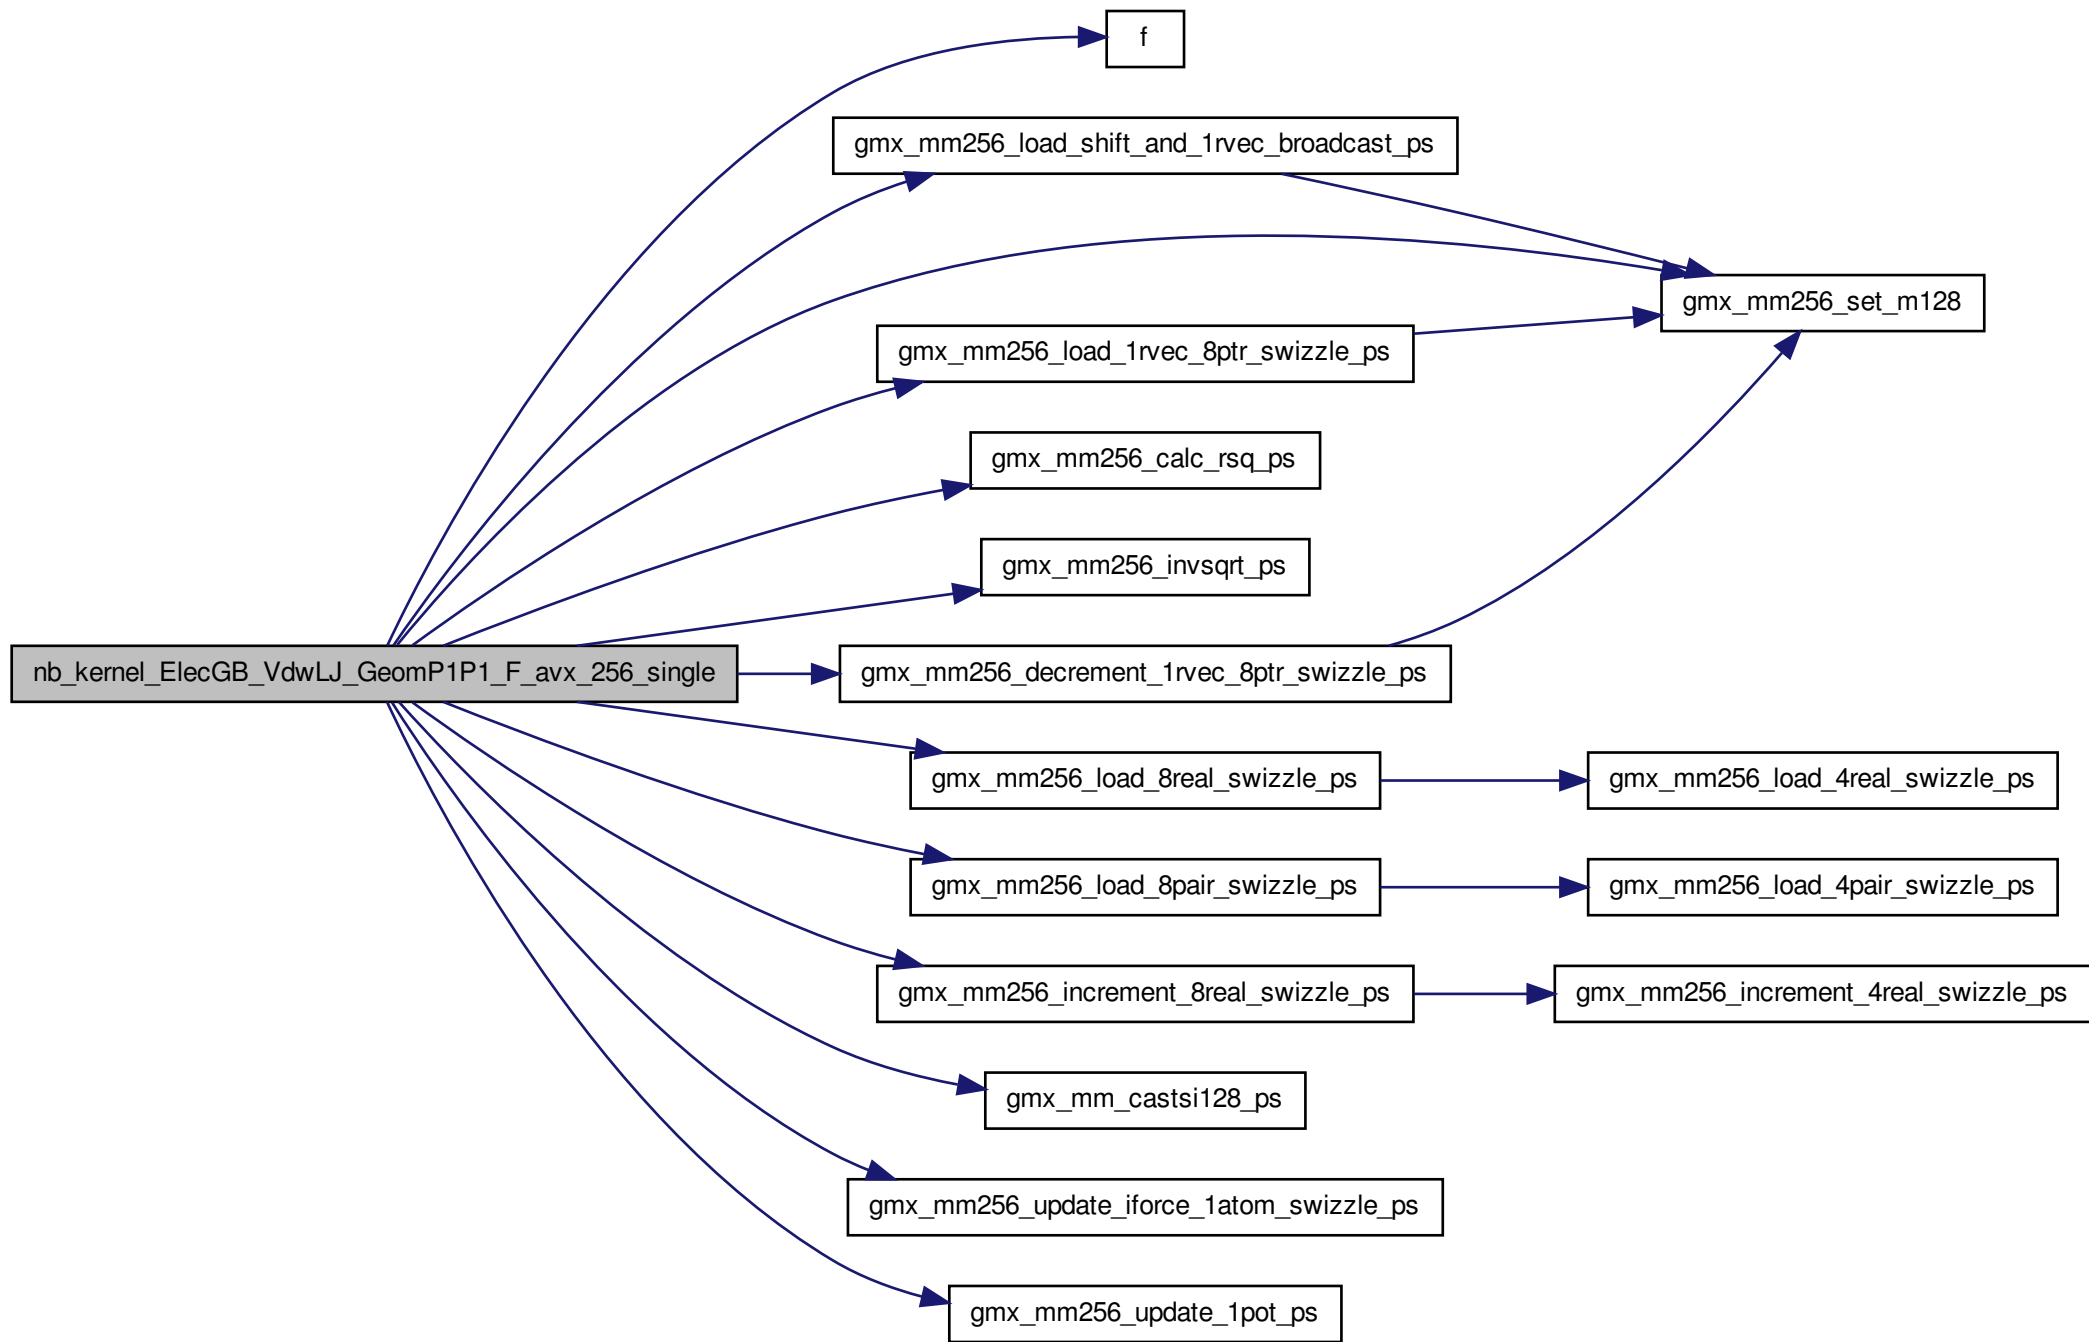 f
gmx_mm256_load_shift_and_1rvec_broadcast_ps
gmx_mm256_set_m128
gmx_mm256_load_1rvec_8ptr_swizzle_ps
gmx_mm256_calc_rsq_ps
gmx_mm256_invsqrt_ps
nb_kernel_ElecGB_VdwLJ_GeomP1P1_F_avx_256_single
gmx_mm256_decrement_1rvec_8ptr_swizzle_ps
gmx_mm256_load_8real_swizzle_ps
gmx_mm256_load_4real_swizzle_ps
gmx_mm256_load_8pair_swizzle_ps
gmx_mm256_load_4pair_swizzle_ps
gmx_mm256_increment_8real_swizzle_ps
gmx_mm256_increment_4real_swizzle_ps
gmx_mm_castsi128_ps
gmx_mm256_update_iforce_1atom_swizzle_ps
gmx_mm256_update_1pot_ps